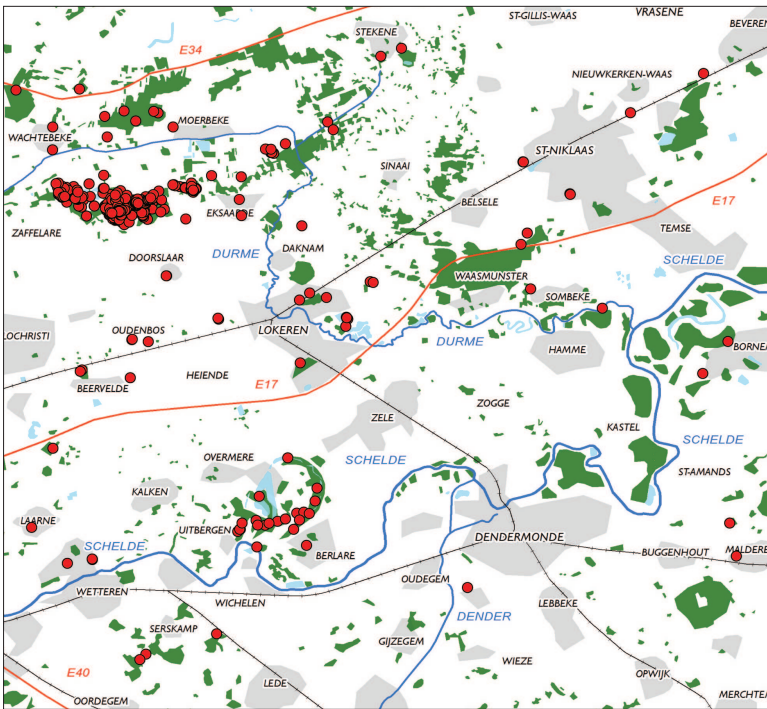 ST-GILLIS-WAAS
VRASENE
BEVEREN
STEKENE
E34
NIEUWKERKEN-WAAS
MOERBEKE
WACHTEBEKE
ST-NIKLAAS
SINAAI
BELSELE
E17
EKSAARDE
ZAFFELARE
TEMSE
DAKNAM
DURME
DOORSLAAR
SCHELDE
WAASMUNSTER
SOMBEKE
LOKEREN
OUDENBOS
LOCHRISTI
DURME
HAMME
BORNE
HEIENDE
BEERVELDE
E17
ZOGGE
ZELE
KASTEL
SCHELDE
OVERMERE
SCHELDE
ST-AMANDS
KALKEN
LAARNE
UITBERGEN
DENDERMONDE
SCHELDE
BERLARE
BUGGENHOUT
MALDERE
OUDEGEM
WETTEREN
WICHELEN
LEBBEKE
DENDER
SERSKAMP
GIJZEGEM
WIEZE
E40
LEDE
OPWIJK
OORDEGEM
MERCHTE